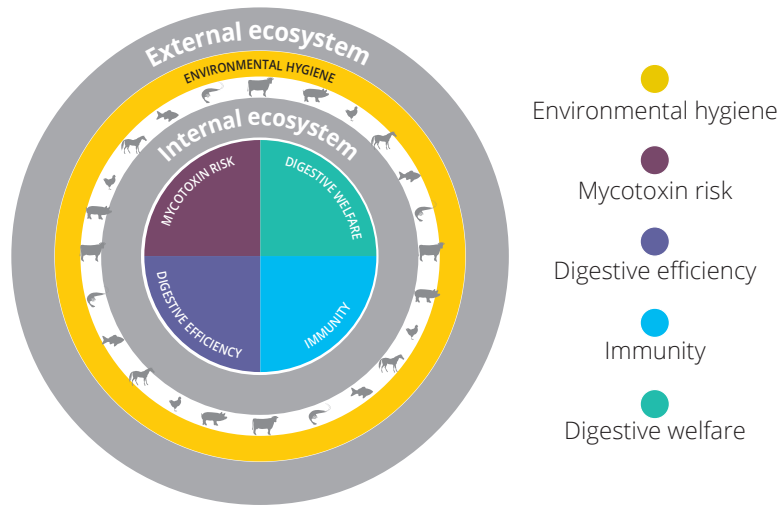 External ecosystem
ENVIRONMENTAL HYGIENE
Internal ecosystem
MYCOTOXIN RISK
DIGESTIVE WELFARE
DIGESTIVE EFFICIENCY
IMMUNITY
Environmental hygiene
Mycotoxin risk
Digestive efficiency
Immunity
Digestive welfare